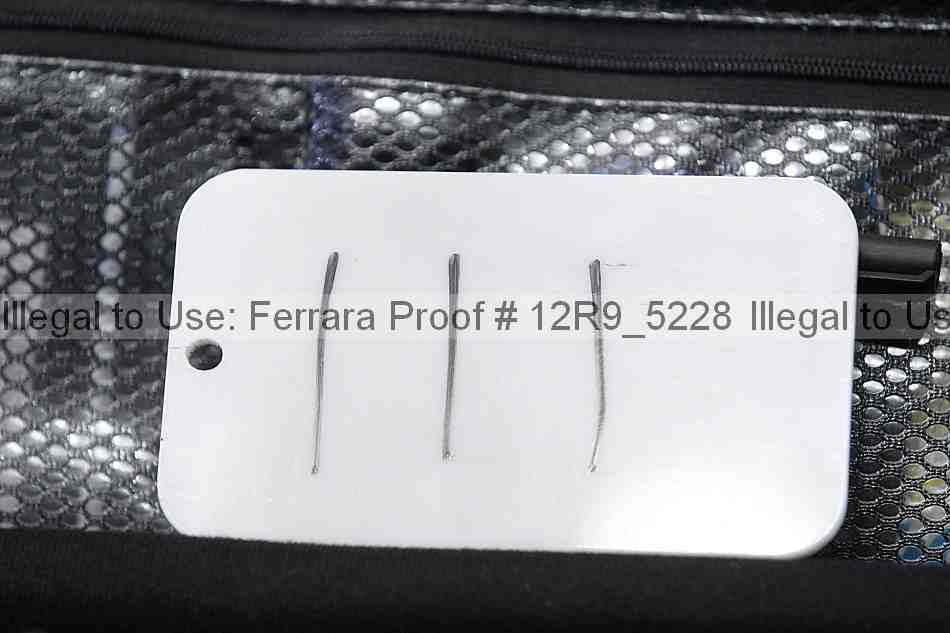 Illegal to Use: Ferrara Proof # 12R9_5228 Illegal to Us